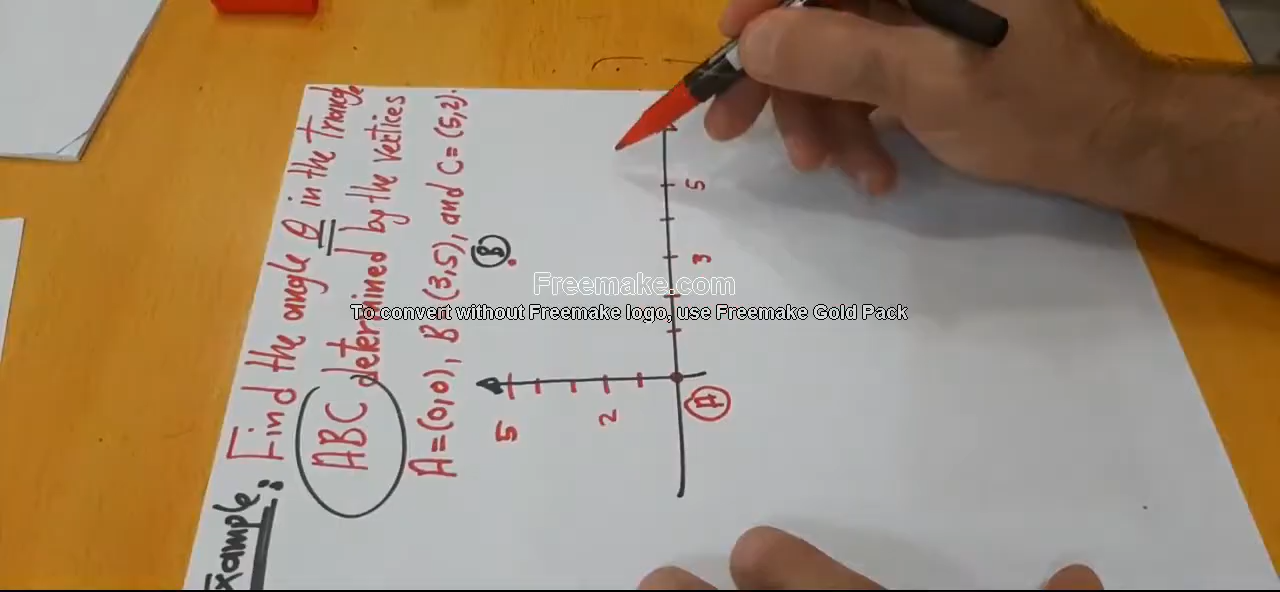 Example: Find the angle θ in the triangle
ABC determined by the vertices
A=(0,0), B (3,5), and C=(5,2).
B
5
2
A
3
5
Freemake.com
To convert without Freemake logo, use Freemake Gold Pack